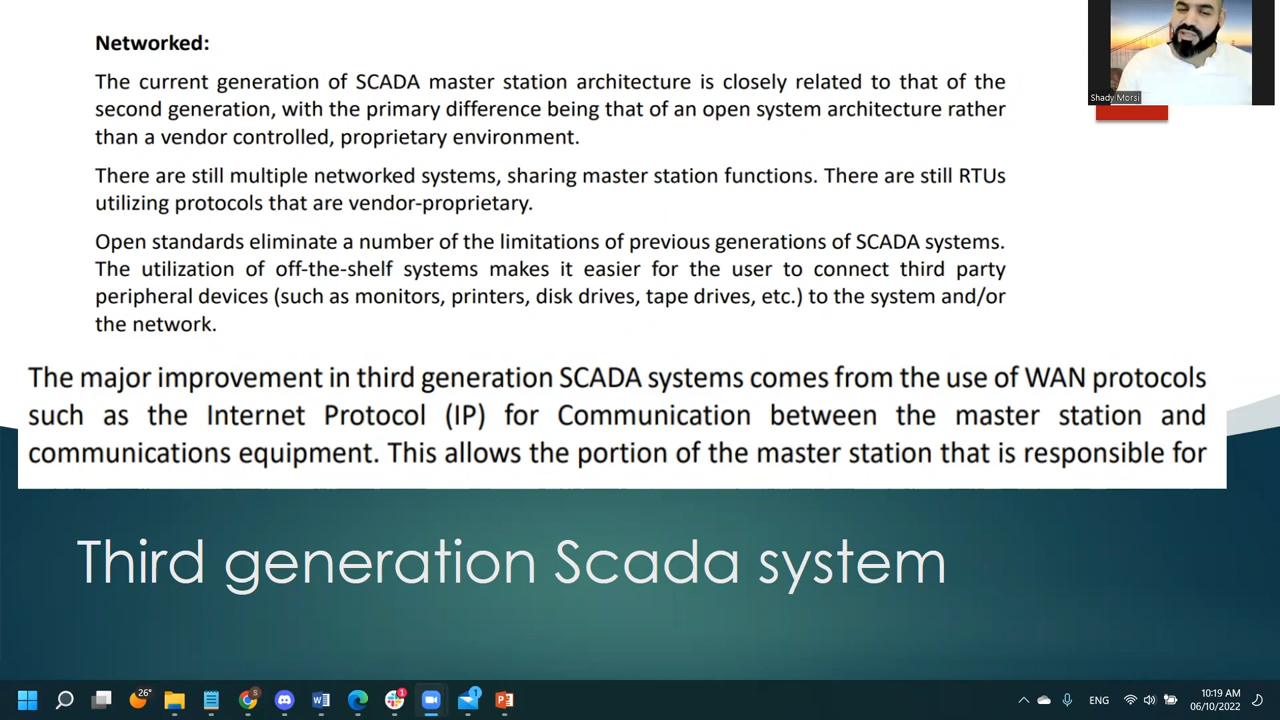 Networked:
The current generation of SCADA master station architecture is closely related to that of the
second generation, with the primary difference being that of an open system architecture rather
than a vendor controlled, proprietary environment.
There are still multiple networked systems, sharing master station functions. There are still RTUs
utilizing protocols that are vendor-proprietary.
Open standards eliminate a number of the limitations of previous generations of SCADA systems.
The utilization of off-the-shelf systems makes it easier for the user to connect third party
peripheral devices (such as monitors, printers, disk drives, tape drives, etc.) to the system and/or
the network.
Shady Morsi
The major improvement in third generation SCADA systems comes from the use of WAN protocols
such as the Internet Protocol (IP) for Communication between the master station and
communications equipment. This allows the portion of the master station that is responsible for
Third generation Scada system
26°
S
1
1
ENG
10:19 AM
06/10/2022